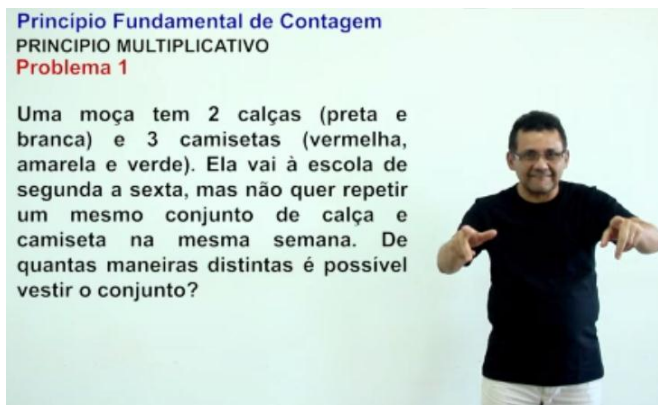 Princípio Fundamental de Contagem
PRINCIPIO MULTIPLICATIVO
Problema 1
Uma moça tem 2 calças (preta e
branca) e 3 camisetas (vermelha,
amarela e verde). Ela vai à escola de
segunda a sexta, mas não quer repetir
um mesmo conjunto de calça e
camiseta na mesma semana. De
quantas maneiras distintas é possível
vestir o conjunto?